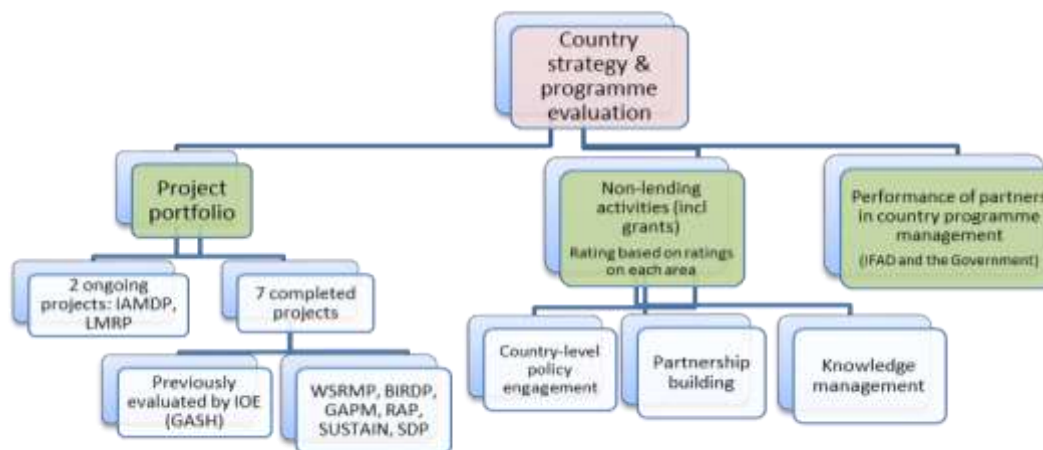 Country
strategy &
programme
evaluation
Project
portfolio
Non-lending
activities (incl
grants)
Rating based on ratings
on each area
Performance of partners
in country programme
management
(IFAD and the Government)
2 ongoing
projects: IAMDP,
LMRP
7 completed
projects
Country-level
policy
engagement
Partnership
building
Knowledge
management
Previously
evaluated by IOE
(GASH)
WSRMP, BIRDP,
GAPM, RAP,
SUSTAIN, SDP